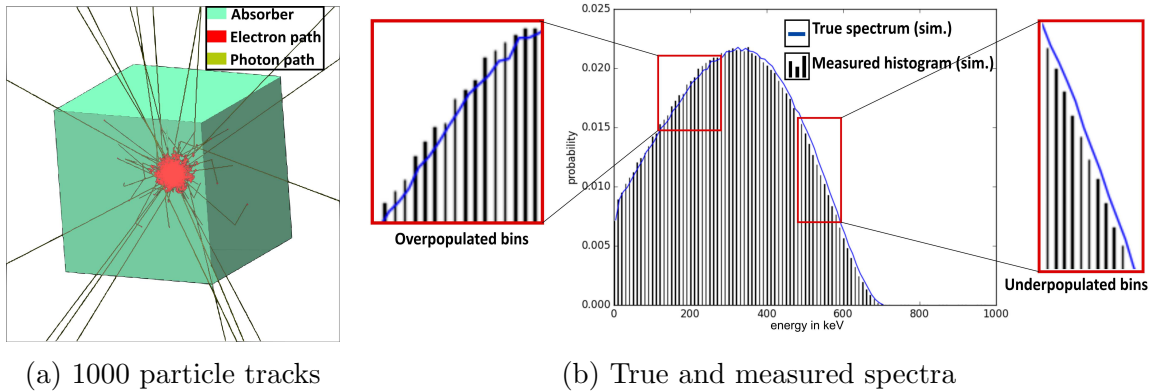 Absorber
Electron path
Photon path
Overpopulated bins
0.025
0.020
0.015
0.010
0.005
0.000
probability
0
200
400
600
800
1000
energy in keV
True spectrum (sim.)
Measured histogram (sim.)
Underpopulated bins
(a) 1000 particle tracks
(b) True and measured spectra